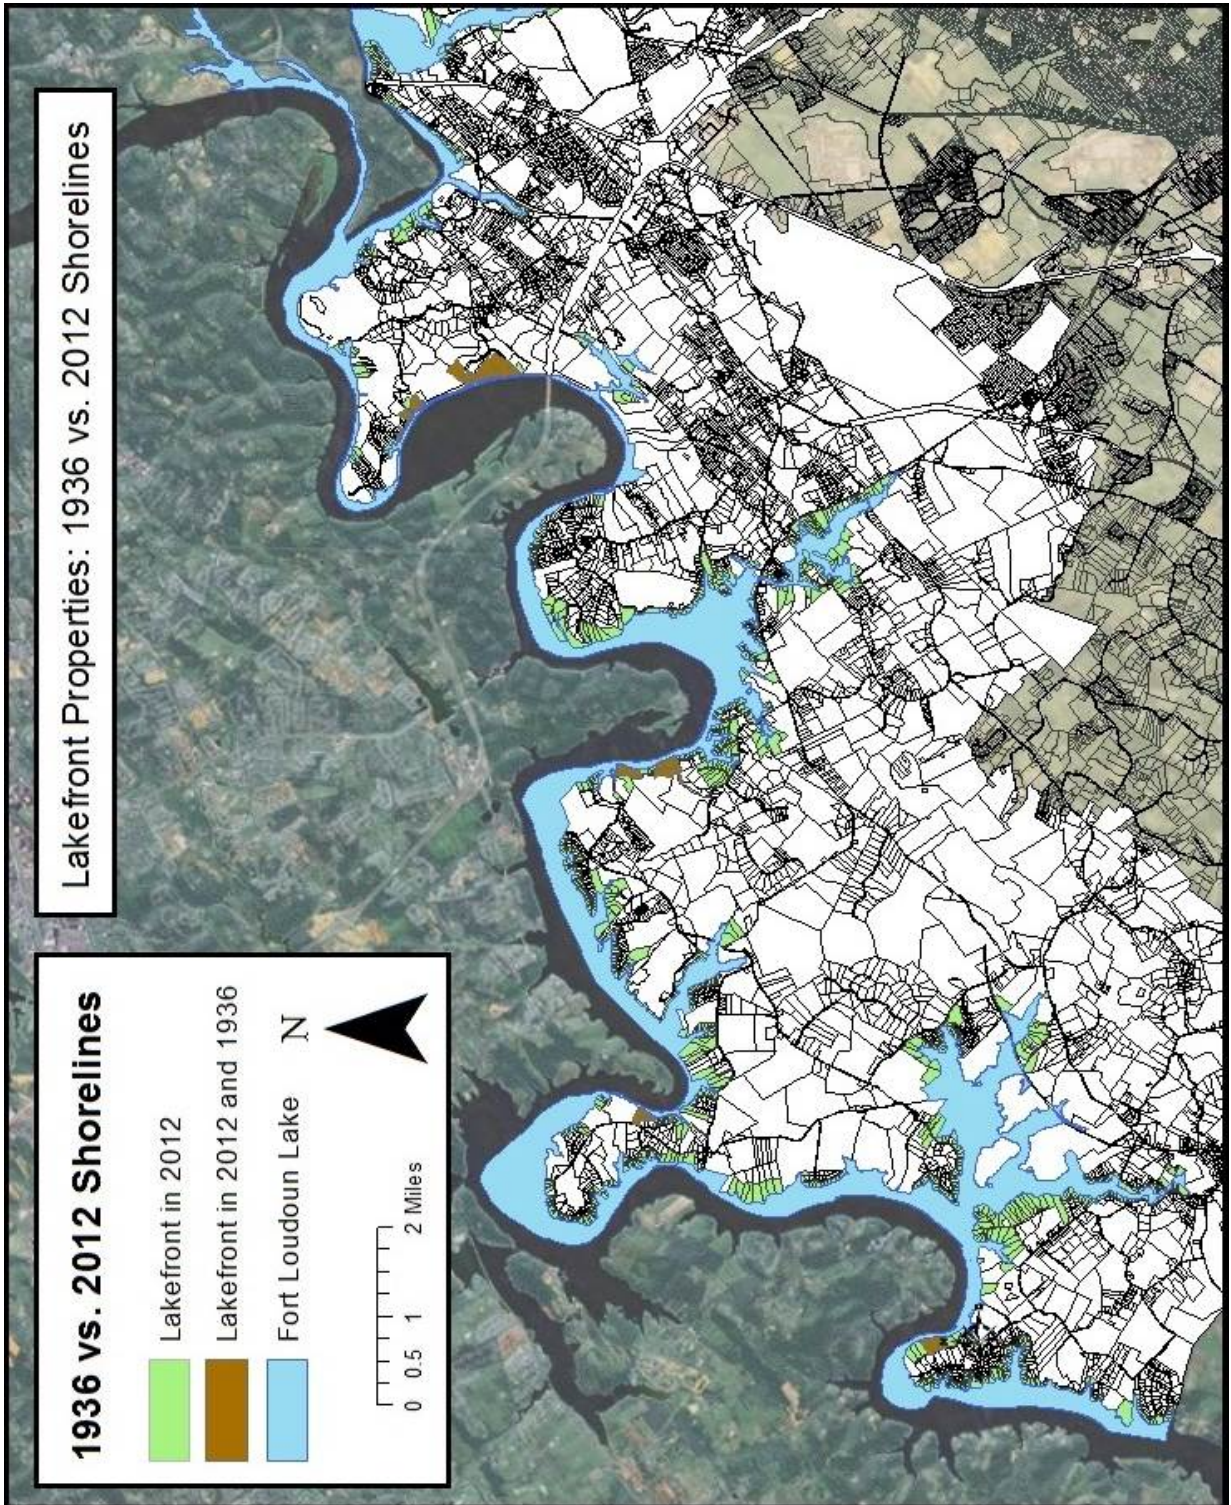 Lakefront Properties: 1936 vs. 2012 Shorelines
1936 vs. 2012 Shorelines
Lakefront in 2012
Lakefront in 2012 and 1936
Fort Loudoun Lake
N
0 0.5 1 2 Miles